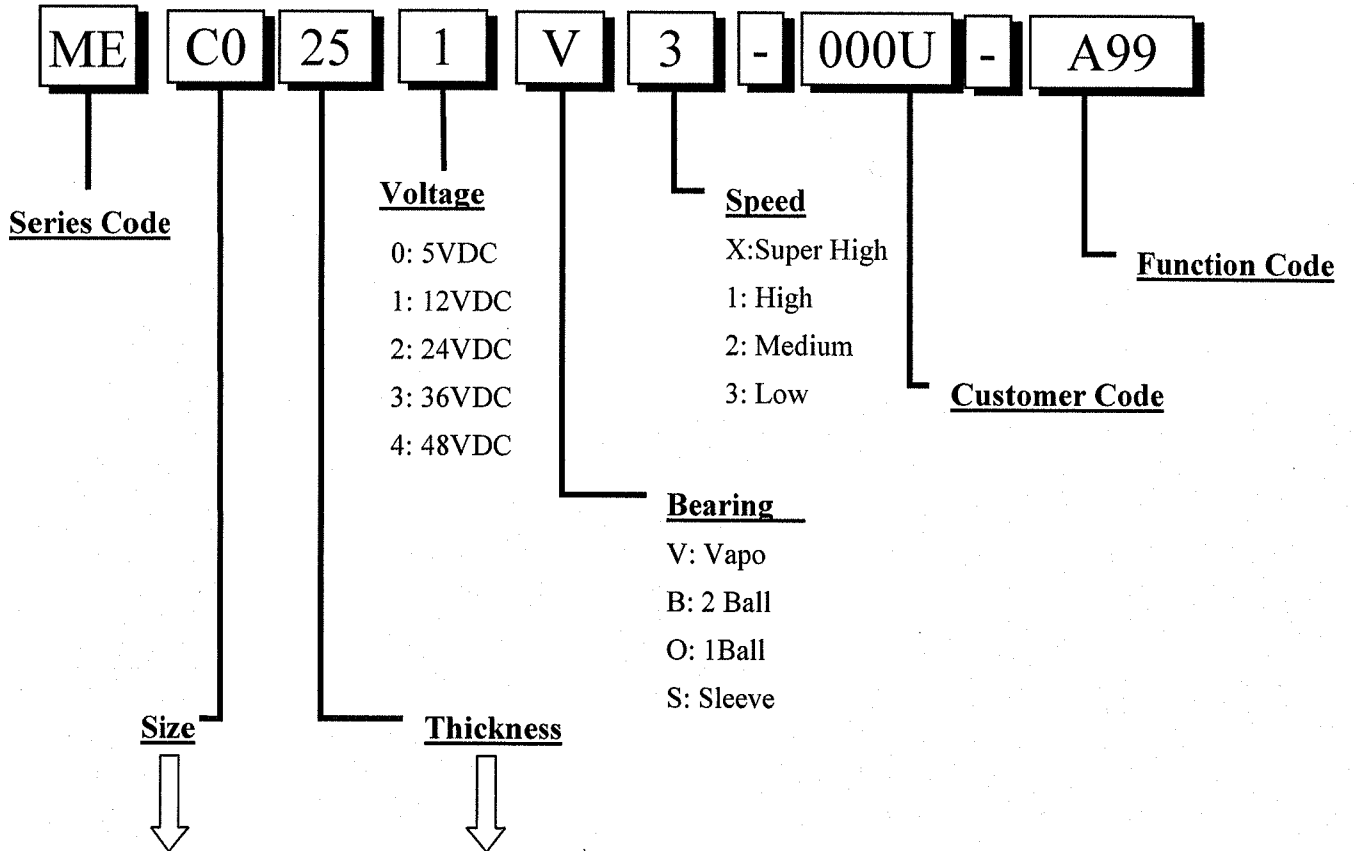 ME C0 25 1 V 3 - 000U - A99
Series Code
Voltage
0: 5VDC
1: 12VDC
2: 24VDC
3: 36VDC
4: 48VDC
Speed
X:Super High
1: High
2: Medium
3: Low
Function Code
Customer Code
Bearing
V: Vapo
B: 2 Ball
O: 1Ball
S: Sleeve
Size
Thickness